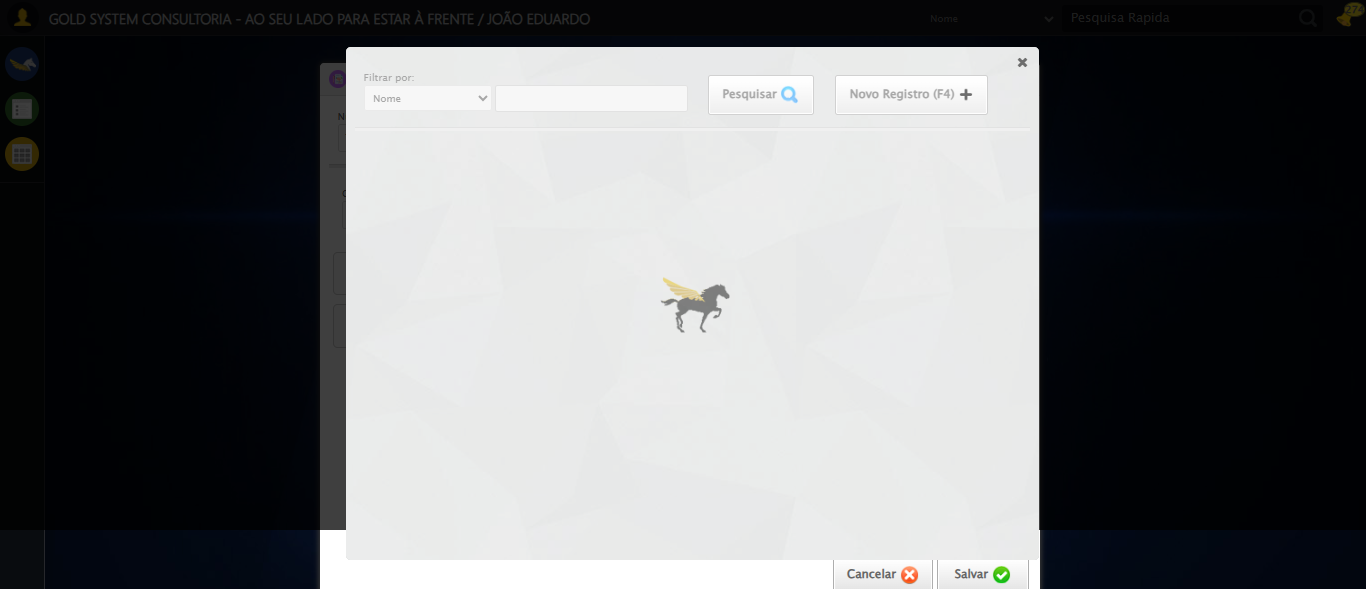 GOLD SYSTEM CONSULTORIA - AO SEU LADO PARA ESTAR À FRENTE / JOÃO EDUARDO
Nome
Pesquisa Rapida
Filtrar por:
Nome
Pesquisar
Novo Registro (F4)
Cancelar
Salvar